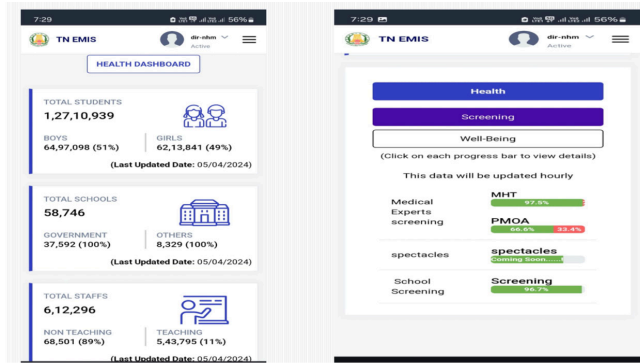 7:29
56%
TN EMIS
dir-nhm
Active
HEALTH DASHBOARD
TOTAL STUDENTS
1,27,10,939
BOYS
64,97,098 (51%)
GIRLS
62,13,841 (49%)
(Last Updated Date: 05/04/2024)
TOTAL SCHOOLS
58,746
GOVERNMENT
37,592 (100%)
OTHERS
8,329 (100%)
(Last Updated Date: 05/04/2024)
TOTAL STAFFS
6,12,296
NON TEACHING
68,501 (89%)
TEACHING
5,43,795 (11%)
(Last Updated Date: 05/04/2024)
7:29
56%
TN EMIS
dir-nhm
Active
Health
Screening
Well-Being
(Click on each progress bar to view details)
This data will be updated hourly
Medical
Experts
screening
MHT
97.5%
PMOA
66.6% 33.4%
spectacles
spectacles
Coming Soon.....
School
Screening
Screening
96.7%